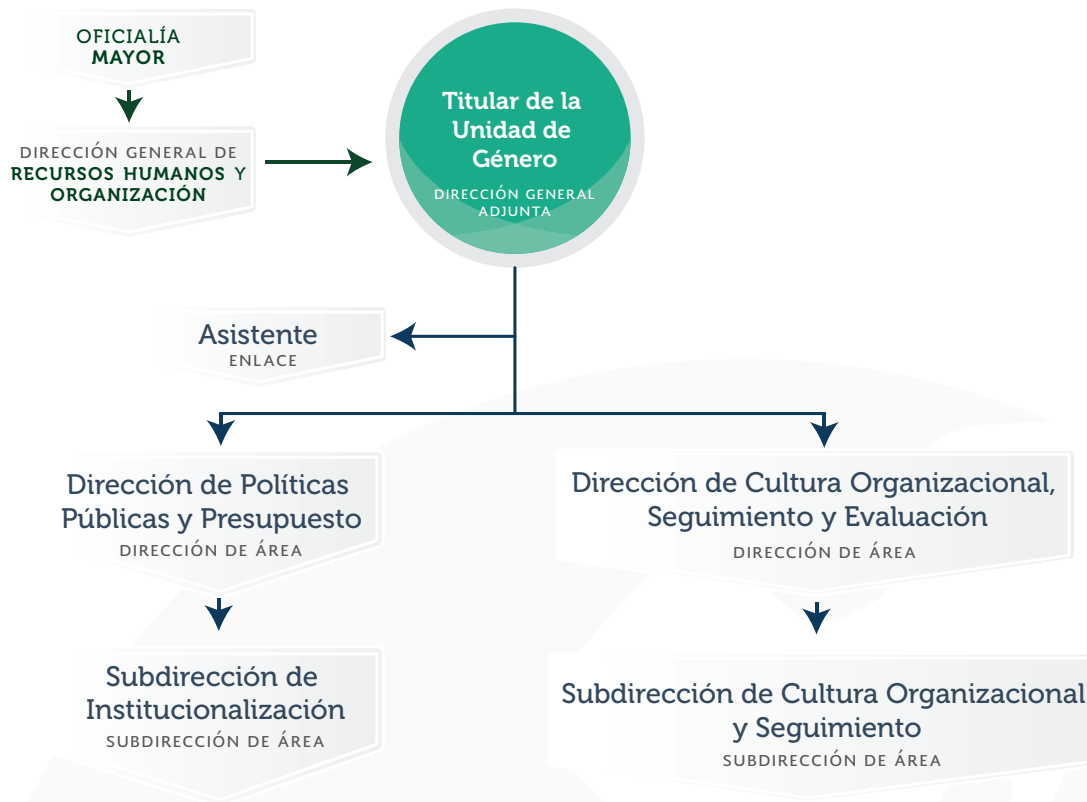 OFICIALÍA
MAYOR
DIRECCIÓN GENERAL DE
RECURSOS HUMANOS Y
ORGANIZACIÓN
Titular de la
Unidad de
Género
DIRECCIÓN GENERAL
ADJUNTA
Asistente
ENLACE
Dirección de Políticas
Públicas y Presupuesto
DIRECCIÓN DE ÁREA
Dirección de Cultura Organizacional,
Seguimiento y Evaluación
DIRECCIÓN DE ÁREA
Subdirección de
Institucionalización
SUBDIRECCIÓN DE ÁREA
Subdirección de Cultura Organizacional
y Seguimiento
SUBDIRECCIÓN DE ÁREA